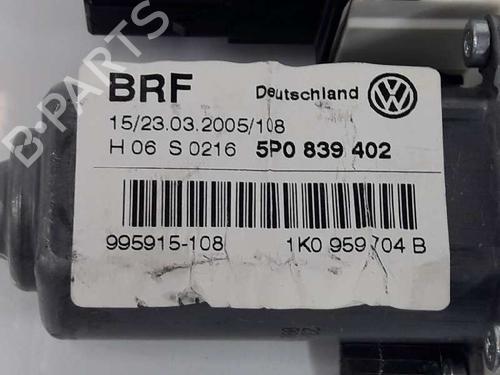 BRF Deutschland
15/23.03.2005/108
H 06 S 0216 5P0 839 402
995915-108 1K0 959 704 B
B-PARTS